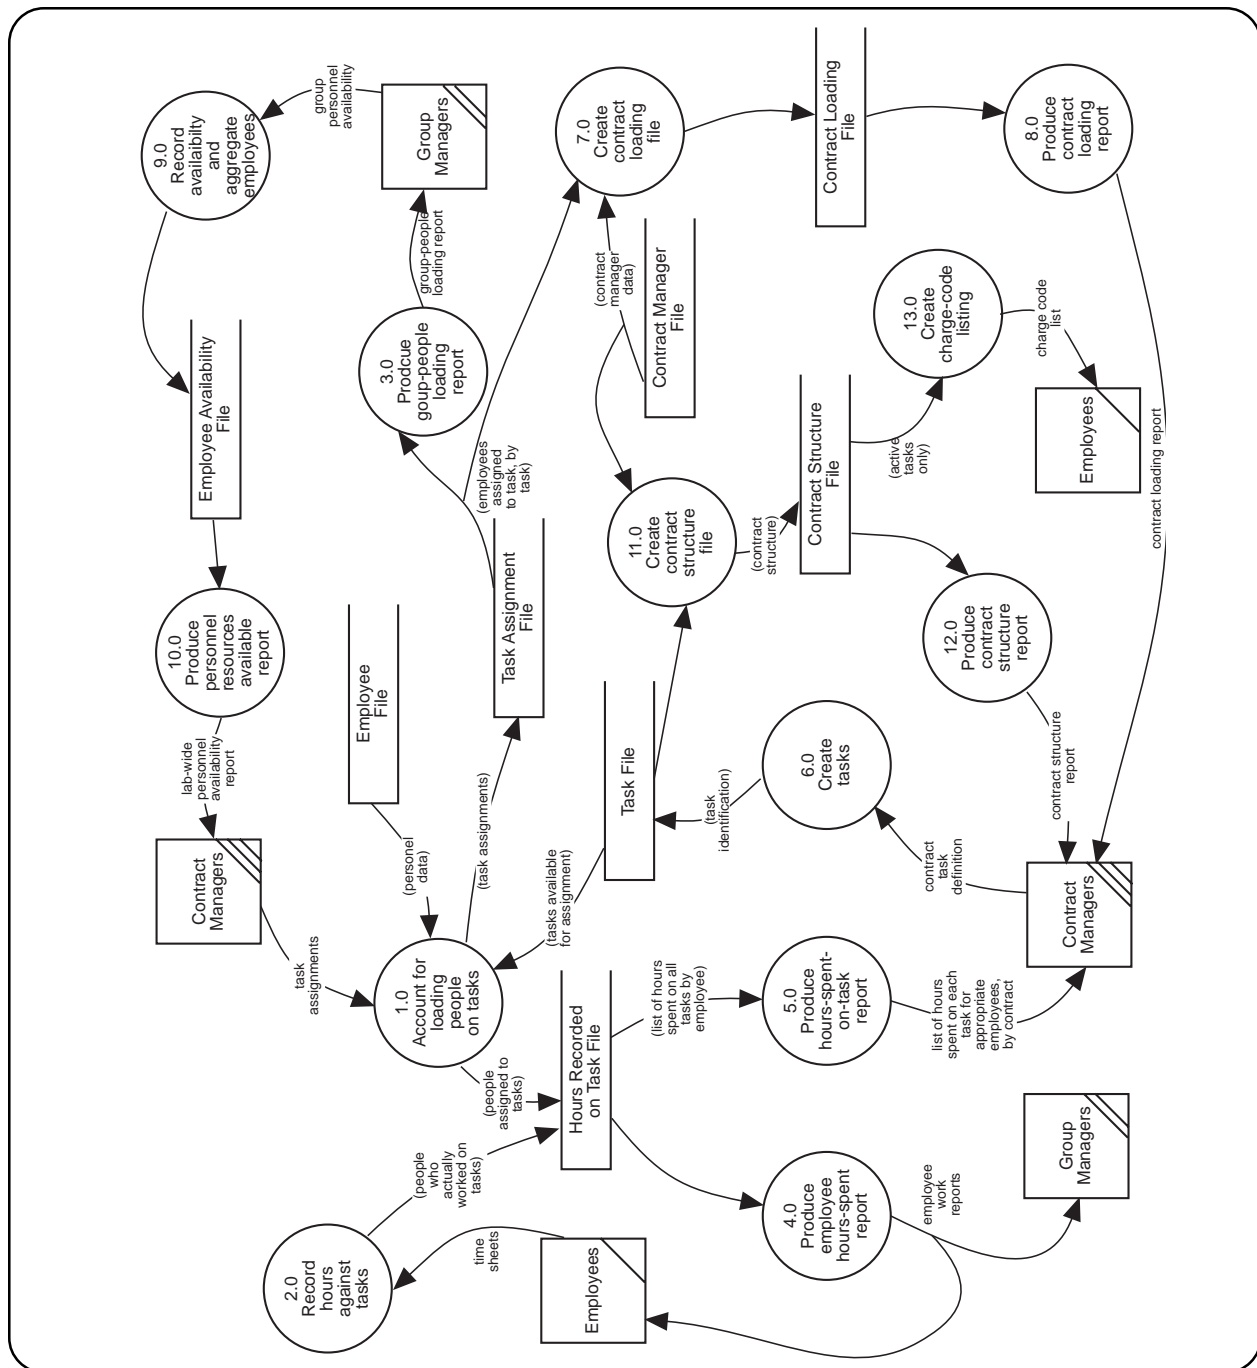 2.0
Record
hours
against
tasks
(people
who
actually
worked on
tasks)
time
sheets
Employees
1.0
Account for
loading
people
on tasks
(people
assigned to
tasks)
task
assignments
Contract
Managers
lab-wide
personnel
availability
report
10.0
Produce
personnel
resources
available
report
Employee Availability
File
9.0
Record
availaibilty
and
aggregate
employees
group
personnel
availability
Group
Managers
group-people
loading report
3.0
Prodcue
goup-people
loading
report
Employee
File
(personel
data)
(task assignments)
Task Assignment
File
(employees
assigned
to task, by
task)
(tasks available
for assignment)
Hours Recorded
on Task File
(list of hours
spent on all
tasks by
employee)
Task File
(task
identification)
11.0
Create
contract
structure
file
(contract
structure)
(contract
manager
data)
Contract Manager
File
7.0
Create
contract
loading
file
Contract Loading
File
8.0
Produce
contract
loading
report
4.0
Produce
employee
hours-spent
report
employee
work
reports
Group
Managers
5.0
Produce
hours-spent-
on-task
report
list of hours
spent on each
task for
appropriate
employees,
by contract
Contract
Managers
contract
task
definition
6.0
Create
tasks
contract structure
report
12.0
Produce
contract
structure
report
Contract Structure
File
(active
tasks
only)
13.0
Create
charge-code
listing
charge code
list
Employees
contract loading report